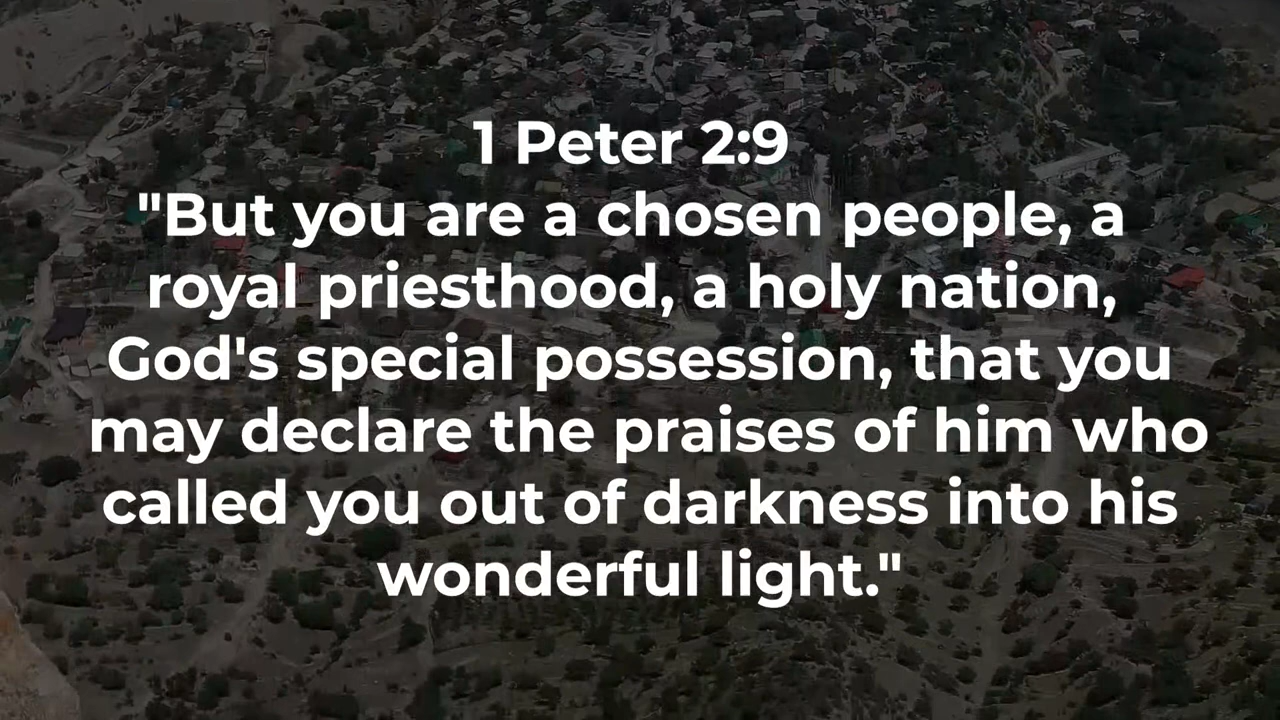 1 Peter 2:9
"But you are a chosen people, a
royal priesthood, a holy nation,
God's special possession, that you
may declare the praises of him who
called you out of darkness into his
wonderful light."